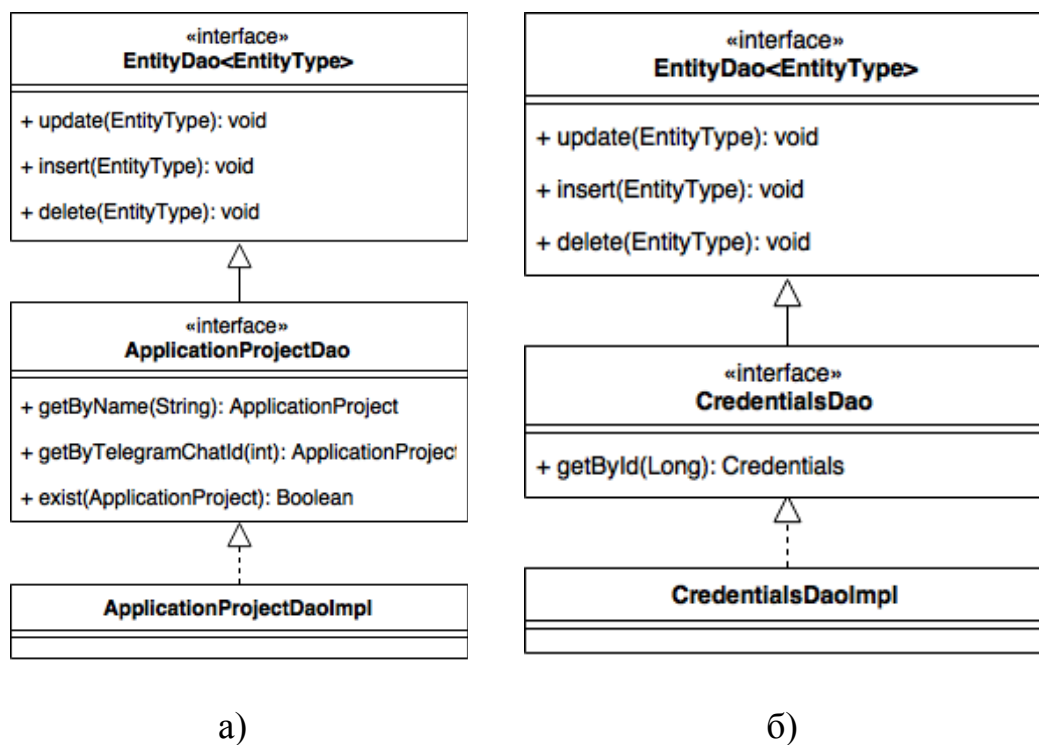 «interface»
EntityDao<EntityType>
+ update(EntityType): void
+ insert(EntityType): void
+ delete(EntityType): void
«interface»
ApplicationProjectDao
+ getByName(String): ApplicationProject
+ getByTelegramChatId(int): ApplicationProject
+ exist(ApplicationProject): Boolean
ApplicationProjectDaoImpl
а)
«interface»
EntityDao<EntityType>
+ update(EntityType): void
+ insert(EntityType): void
+ delete(EntityType): void
«interface»
CredentialsDao
+ getById(Long): Credentials
CredentialsDaoImpl
б)